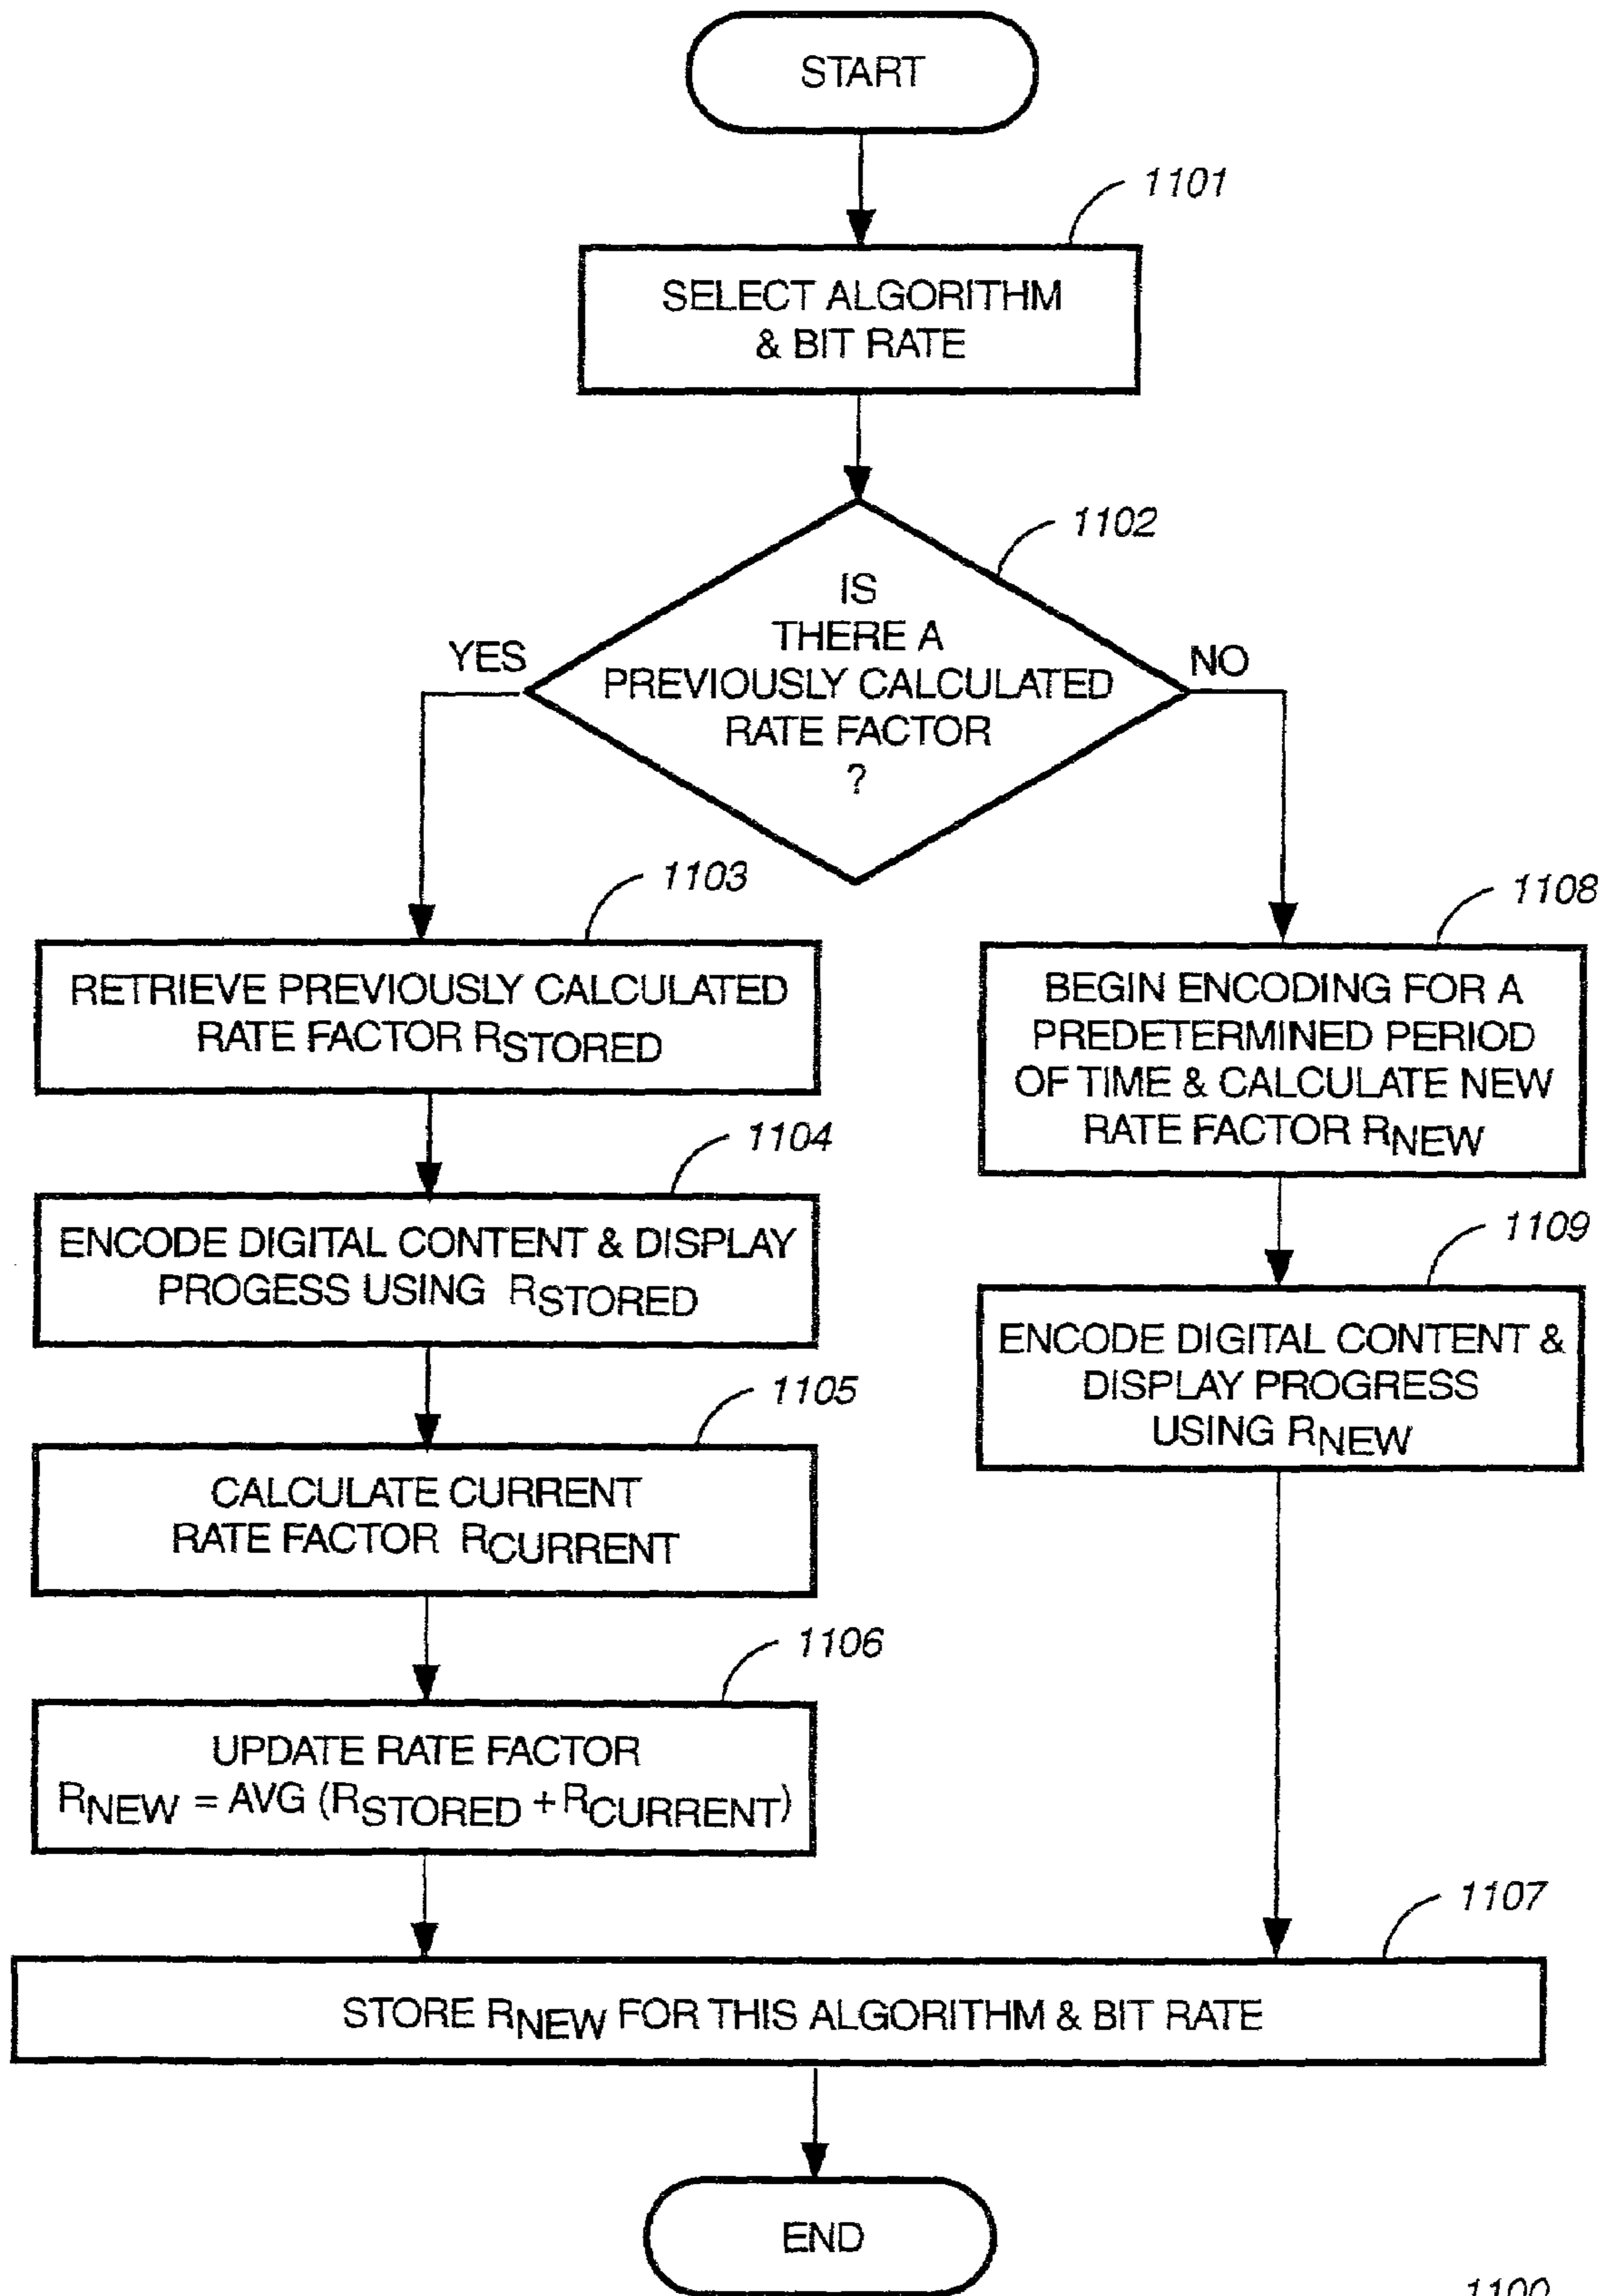 START
1101
SELECT ALGORITHM
& BIT RATE
1102
IS
THERE A
PREVIOUSLY CALCULATED
RATE FACTOR
?
YES
NO
1103
RETRIEVE PREVIOUSLY CALCULATED
RATE FACTOR RSTORED
1104
ENCODE DIGITAL CONTENT & DISPLAY
PROGESS USING RSTORED
1105
CALCULATE CURRENT
RATE FACTOR RCURRENT
1106
UPDATE RATE FACTOR
RNEW = AVG (RSTORED + RCURRENT)
1108
BEGIN ENCODING FOR A
PREDETERMINED PERIOD
OF TIME & CALCULATE NEW
RATE FACTOR RNEW
1109
ENCODE DIGITAL CONTENT &
DISPLAY PROGRESS
USING RNEW
1107
STORE RNEW FOR THIS ALGORITHM & BIT RATE
END
1100